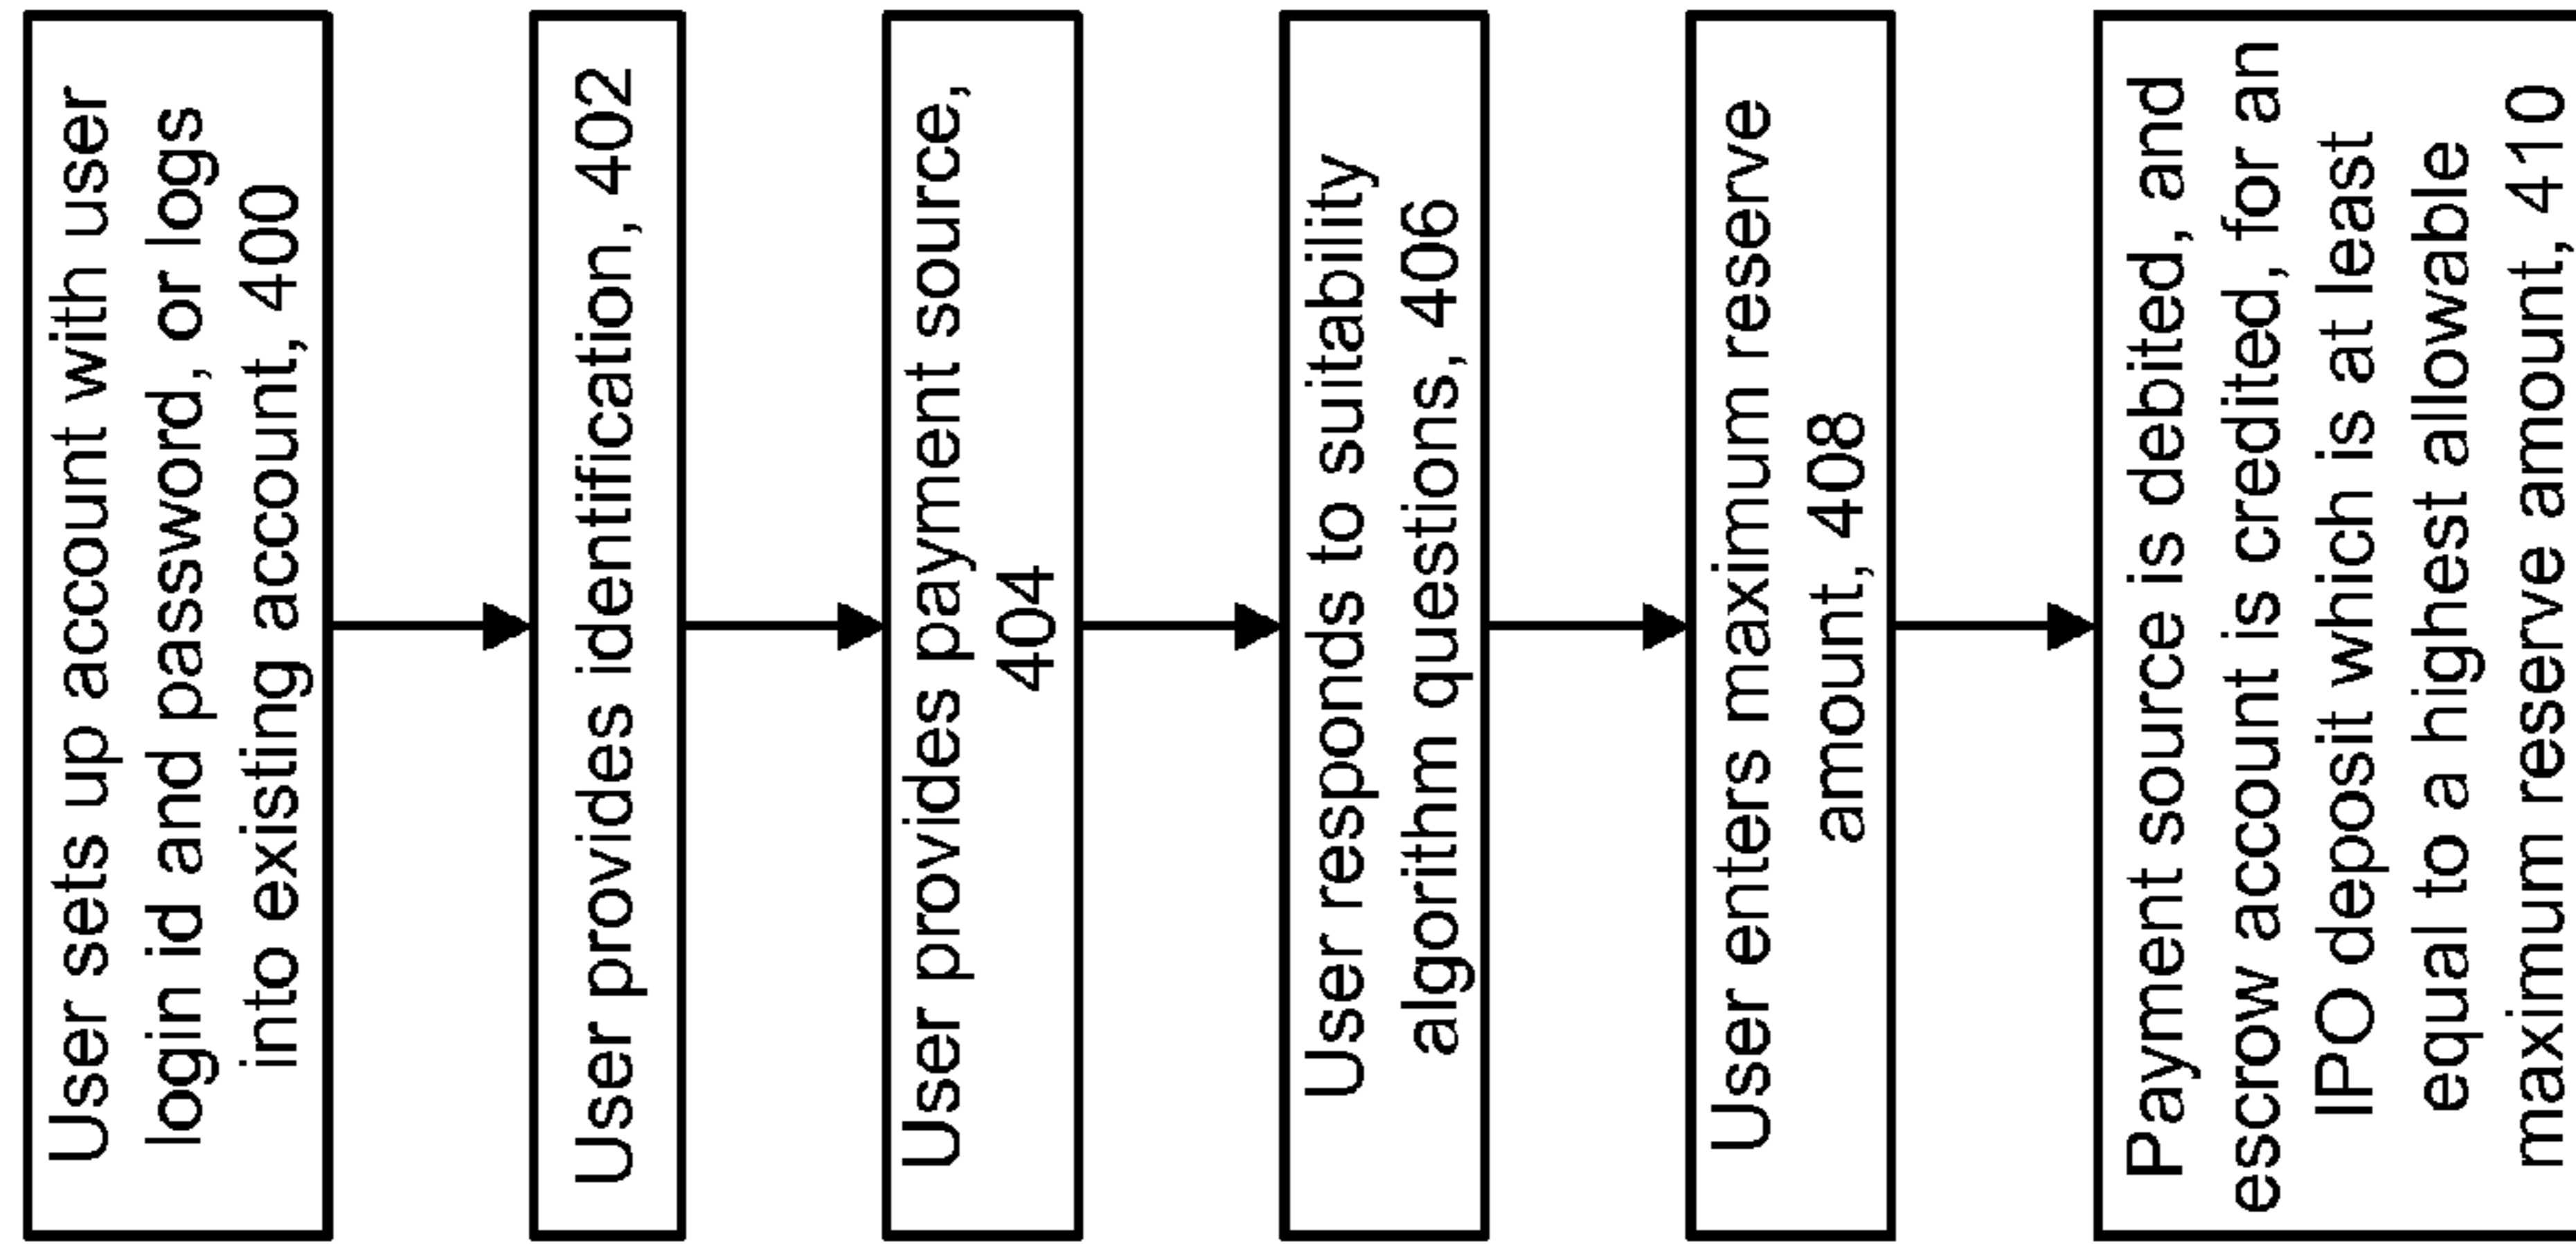 User sets up account with user
login id and password, or logs
into existing account, 400
User provides identification, 402
User provides payment source,
404
User responds to suitability
algorithm questions, 406
User enters maximum reserve
amount, 408
Payment source is debited, and
escrow account is credited, for an
IPO deposit which is at least
equal to a highest allowable
maximum reserve amount, 410